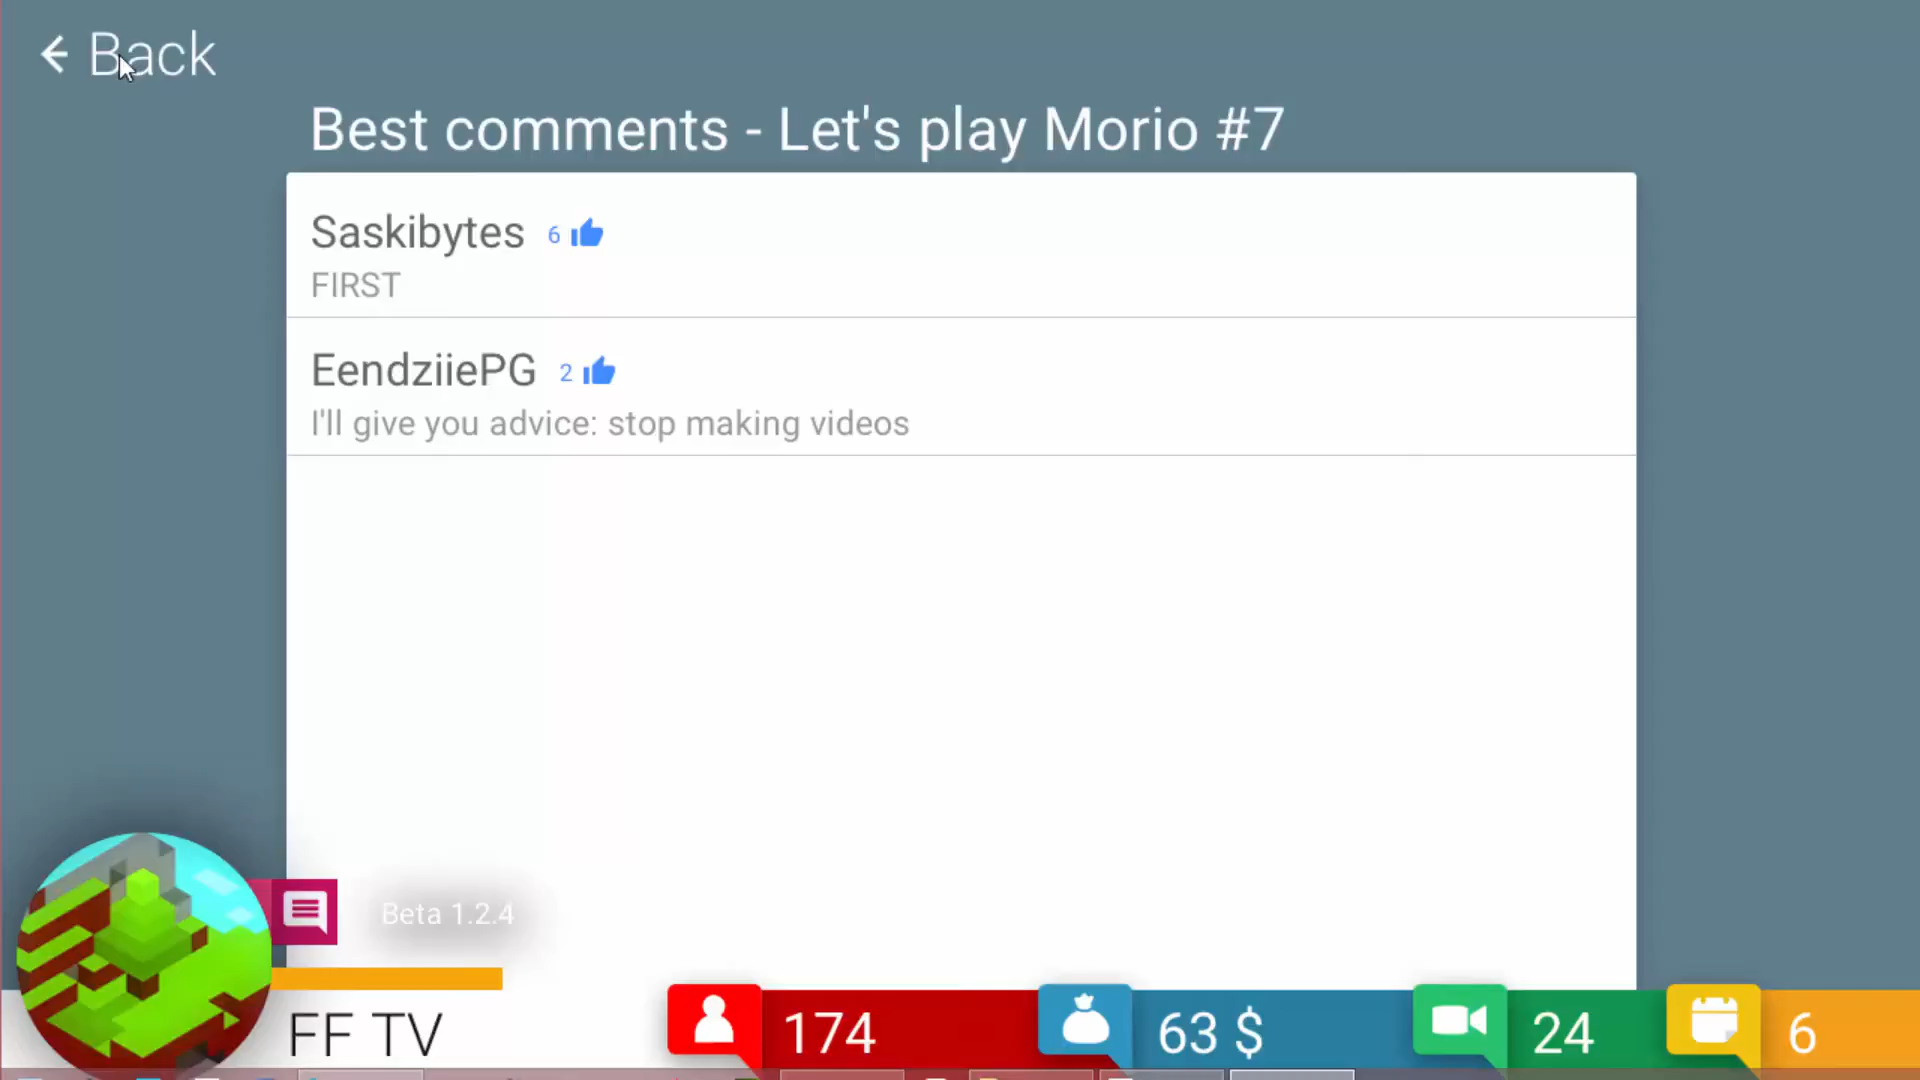 Back
Best comments - Let's play Morio #7
Saskibytes 6
FIRST
EendziiePG 2
I'll give you advice: stop making videos
Beta 1.2.4
FF TV
174
63 $
24
6